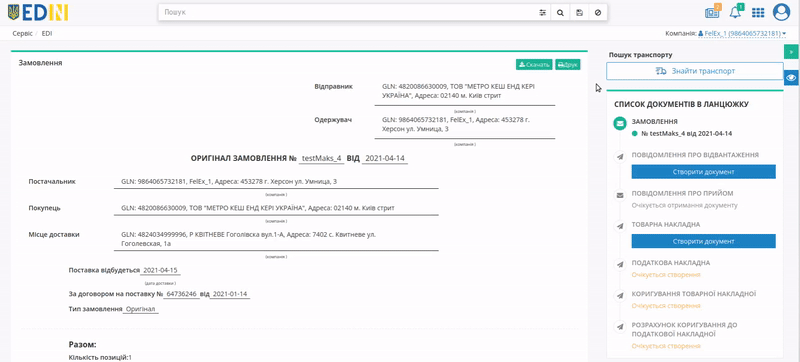 EDIN
Пошук
7
1
Сервіс / EDI
Компанія: FelEx_1 (9864065732181)
Замовлення
Скачать
Друк
Відправник
GLN: 4820086630009, ТОВ "МЕТРО КЕШ ЕНД КЕРІ
УКРАЇНА", Адреса: 02140 м. Київ стрит
(компанія)
Одержувач
GLN: 9864065732181, FelEx_1, Адреса: 453278 г.
Херсон ул. Умница, 3
(компанія)
ОРИГІНАЛ ЗАМОВЛЕННЯ № testMaks_4 ВІД 2021-04-14
Постачальник
GLN: 9864065732181, FelEx_1, Адреса: 453278 г. Херсон ул. Умница, 3
(компанія)
Покупець
GLN: 4820086630009, ТОВ "МЕТРО КЕШ ЕНД КЕРІ УКРАЇНА", Адреса: 02140 м. Київ стрит
(компанія)
Місце доставки
GLN: 4824034999996, Р КВІТНЕВЕ Гоголівска вул.1-А, Адреса: 7402 с. Квитневе ул.
Гоголевская, 1а
(компанія)
Поставка відбудеться 2021-04-15
(дата доставки)
За договором на поставку № 64736246 від 2021-01-14
Тип замовлення Оригінал
Разом:
Кількість позицій:1
Пошук транспорту
Знайти транспорт
СПИСОК ДОКУМЕНТІВ В ЛАНЦЮЖКУ
ЗАМОВЛЕННЯ
№ testMaks_4 від 2021-04-14
ПОВІДОМЛЕННЯ ПРО ВІДВАНТАЖЕННЯ
Створити документ
ПОВІДОМЛЕННЯ ПРО ПРИЙОМ
Очікується отримання документу
ТОВАРНА НАКЛАДНА
Створити документ
ПОДАТКОВА НАКЛАДНА
Очікується створення
КОРИГУВАННЯ ТОВАРНОЇ НАКЛАДНОЇ
Очікується створення
РОЗРАХУНОК КОРИГУВАННЯ ДО
ПОДАТКОВОЇ НАКЛАДНОЇ
Очікується створення